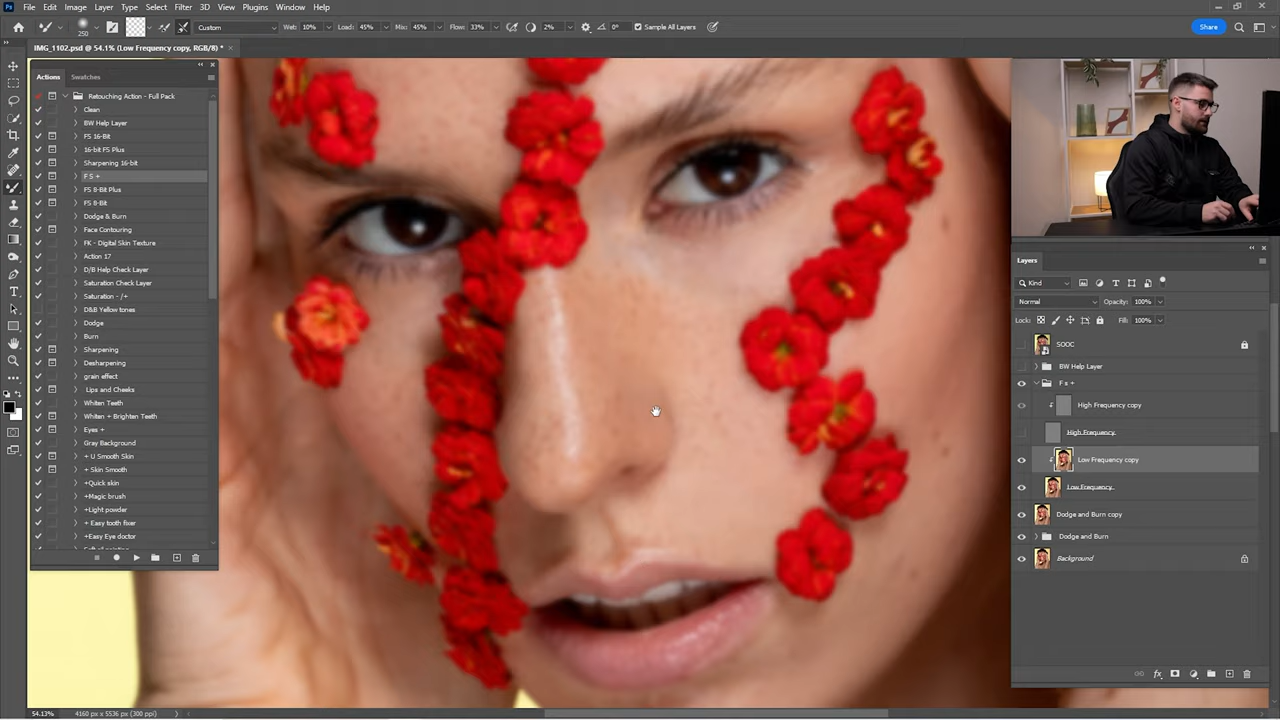 File Edit Image Layer Type Select Filter 3D View Plugins Window Help
250 Custom Wet: 10% Load: 45% Mix: 45% Flow: 33% 2% 0° Sample All Layers Share
IMG_1102.psd @ 54.1% (Low Frequency copy, RGB/8) *
Actions Swatches
Retouching Action - Full Pack
Clean
BW Help Layer
FS 16-Bit
16-bit FS Plus
Sharpening 16-bit
F S +
FS 8-Bit Plus
FS 8-Bit
Dodge & Burn
Face Contouring
FK - Digital Skin Texture
Action 17
D/B Help Check Layer
Saturation Check Layer
Saturation - /+
D&B Yellow tones
Dodge
Burn
Sharpening
Desharpening
grain effect
Lips and Cheeks
Whiten Teeth
Whiten + Brighten Teeth
Eyes +
Gray Background
+ U Smooth Skin
+ Skin Smooth
+Quick skin
+Magic brush
+Light powder
+ Easy tooth fixer
+Easy Eye doctor
Layers
Kind
Normal Opacity: 100%
Lock: Fill: 100%
SOOC
BW Help Layer
F s +
High Frequency copy
High Frequency
Low Frequency copy
Low Frequency
Dodge and Burn copy
Dodge and Burn
Background
54.13% 4160 px x 5536 px (300 ppi)